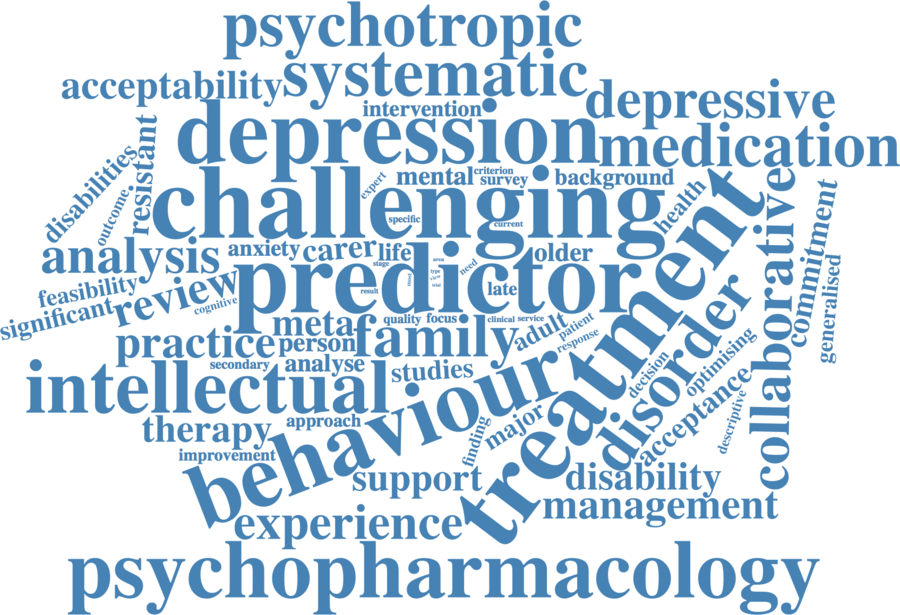 psychotropic
systematic
acceptability
depressive
intervention
depression
medication
resistant
disabilities
outcome
mental
criterion
survey
background
expert
challenging
specific
current
health
treatment
collaborative
commitment
generalised
analysis
anxiety
carer
life
older
stage
area
type
view
trial
most
need
feasibility
review
predictor
result
late
significant
cognitive
meta
quality
focus
clinical
service
adult
patient
response
practice
person
family
secondary
analyse
studies
disorder
decision
optimising
intellectual
behaviour
acceptance
descriptive
therapy
approach
major
finding
improvement
support
disability
management
experience
psychopharmacology